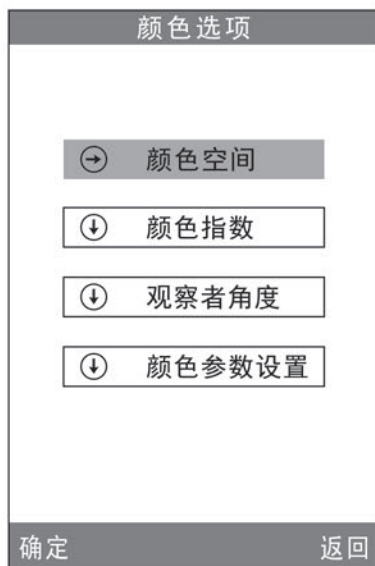 颜色选项
颜色空间
颜色指数
观察者角度
颜色参数设置
确定 返回